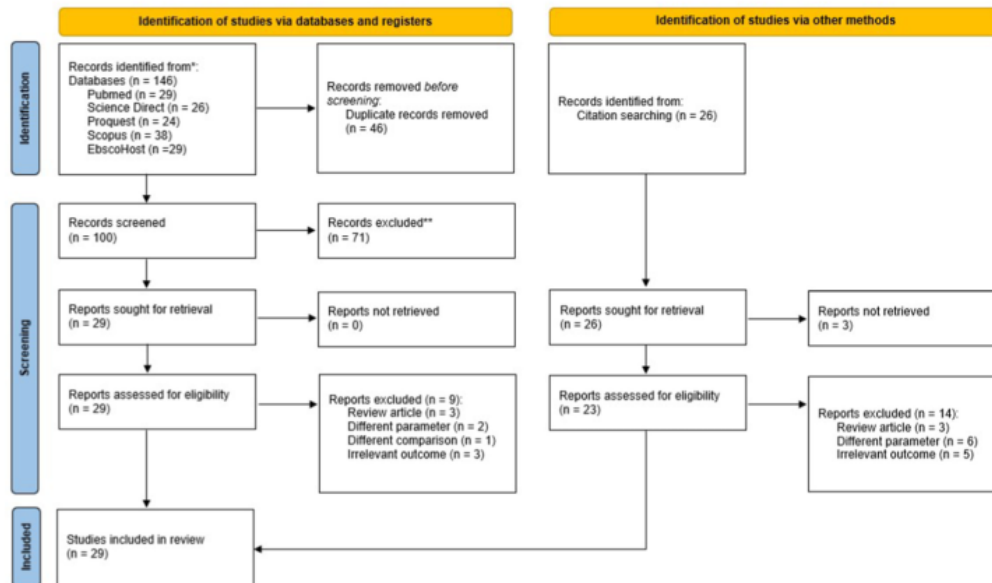 Identification of studies via databases and registers
Identification of studies via other methods
Identification
Records identified from*:
Databases (n = 146)
Pubmed (n = 29)
Science Direct (n = 26)
Proquest (n = 24)
Scopus (n = 38)
EbscoHost (n =29)
Records removed before
screening:
Duplicate records removed
(n = 46)
Records identified from:
Citation searching (n = 26)
Screening
Records screened
(n = 100)
Records excluded**
(n = 71)
Reports sought for retrieval
(n = 29)
Reports not retrieved
(n = 0)
Reports sought for retrieval
(n = 26)
Reports not retrieved
(n = 3)
Reports assessed for eligibility
(n = 29)
Reports excluded (n = 9):
Review article (n = 3)
Different parameter (n = 2)
Different comparison (n = 1)
Irrelevant outcome (n = 3)
Reports assessed for eligibility
(n = 23)
Reports excluded (n = 14):
Review article (n = 3)
Different parameter (n = 6)
Irrelevant outcome (n = 5)
Included
Studies included in review
(n = 29)